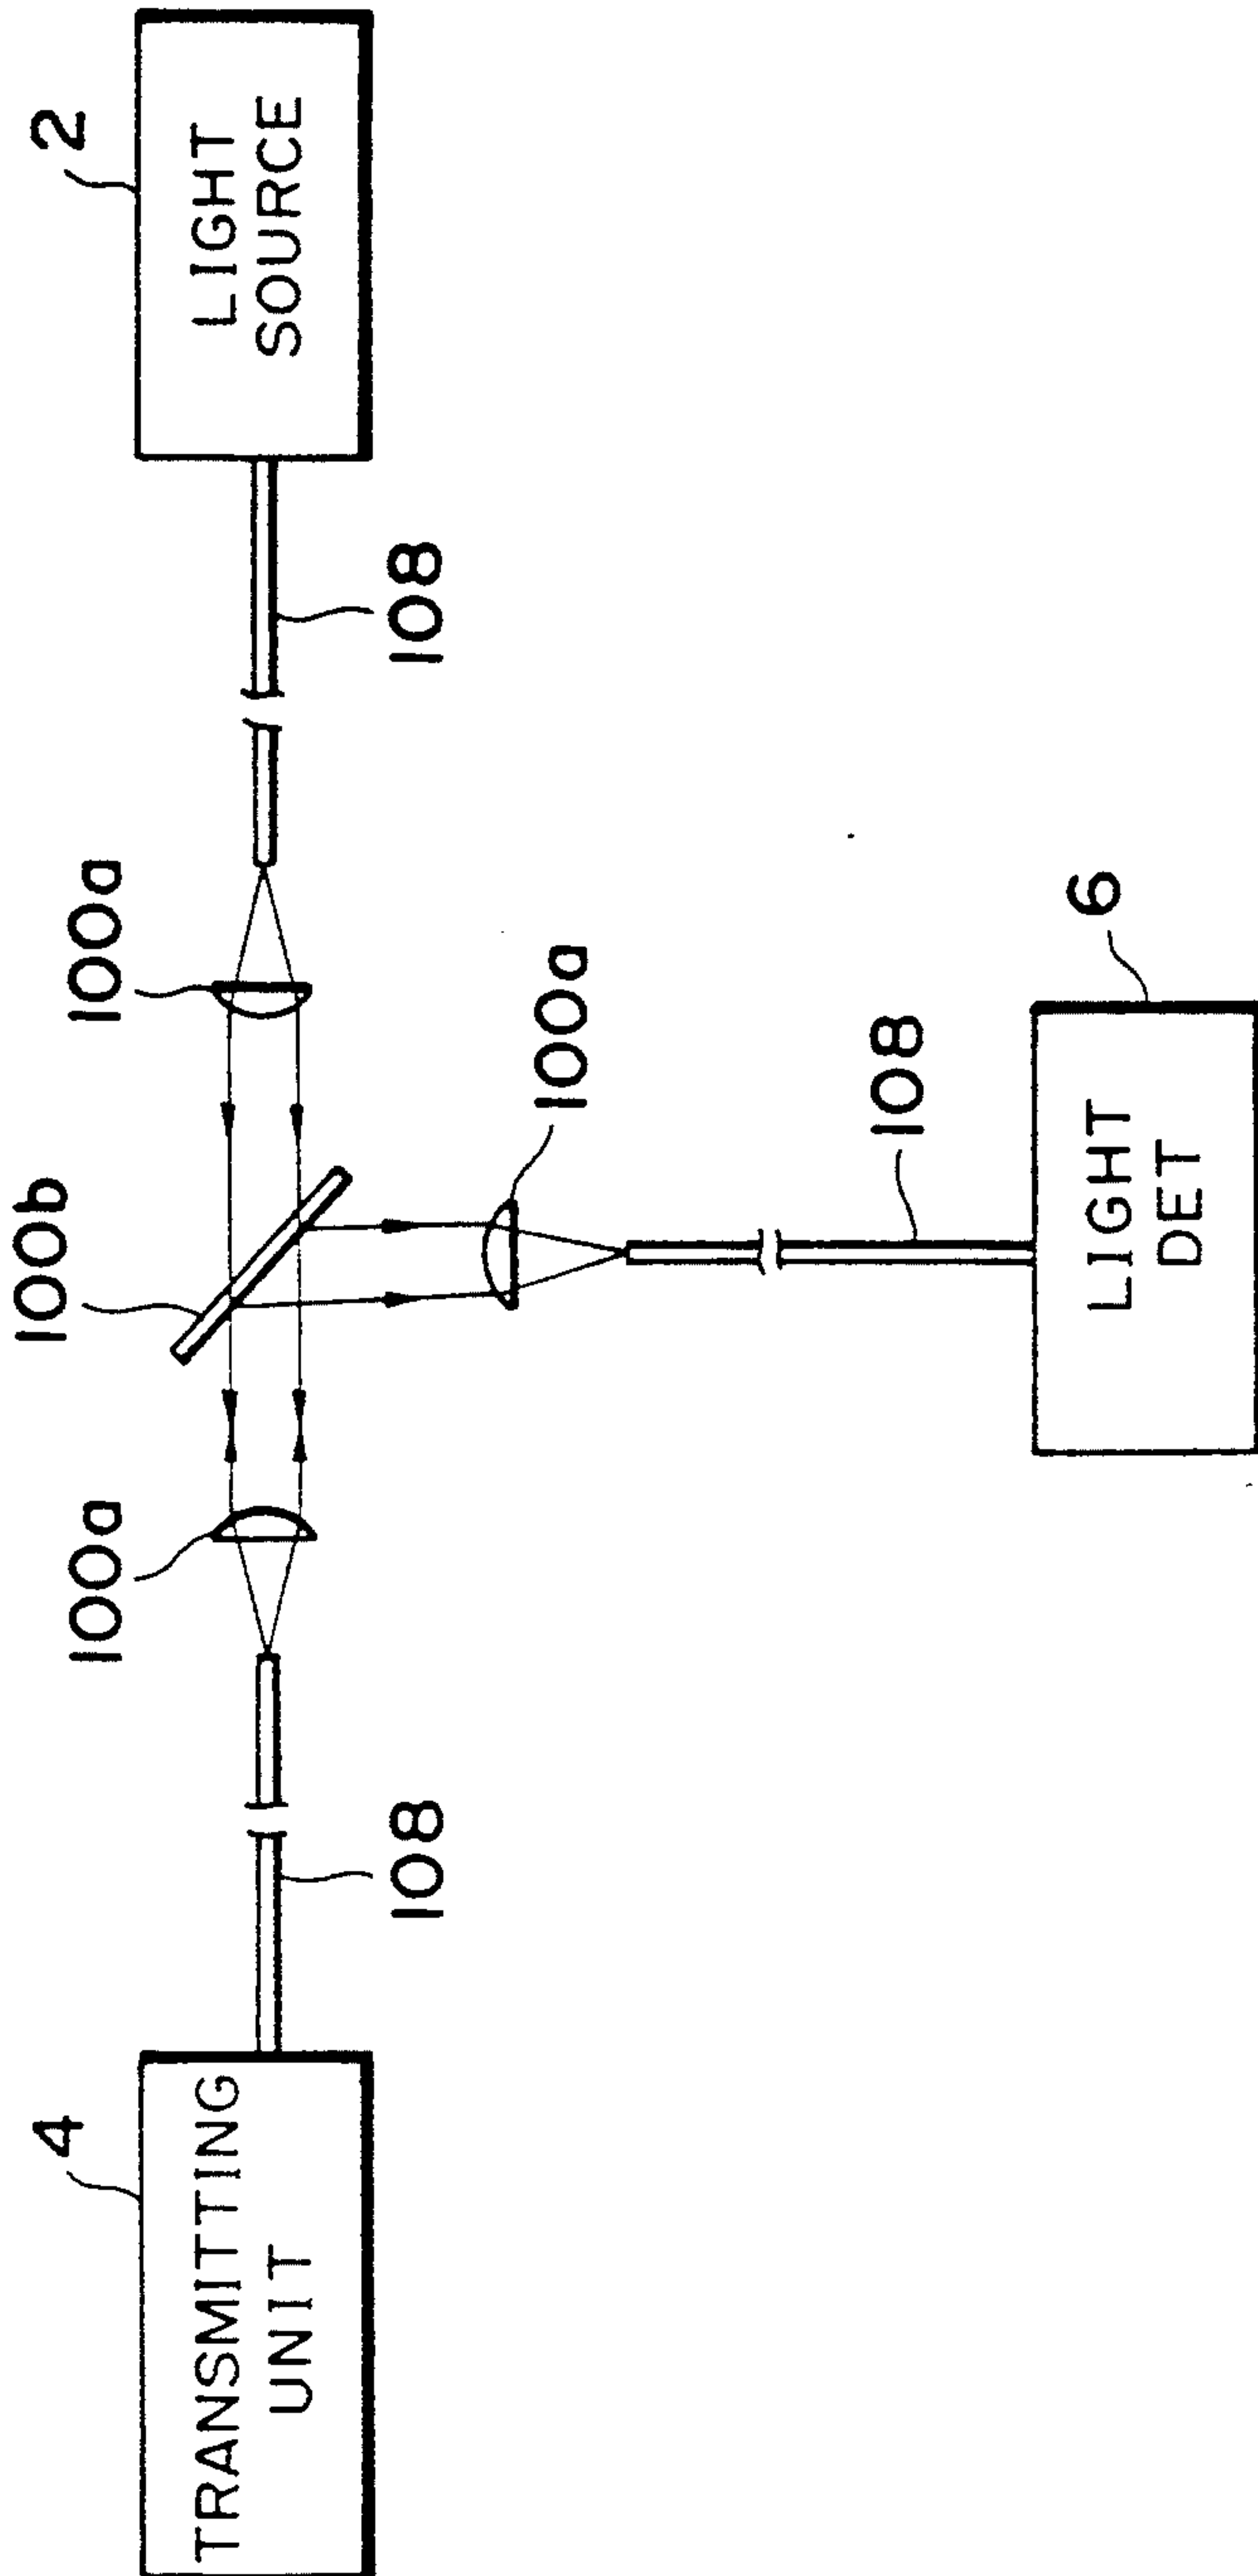 4
TRANSMITTING
UNIT
108
100a
100b
100a
2
LIGHT
SOURCE
108
100a
108
6
LIGHT
DET